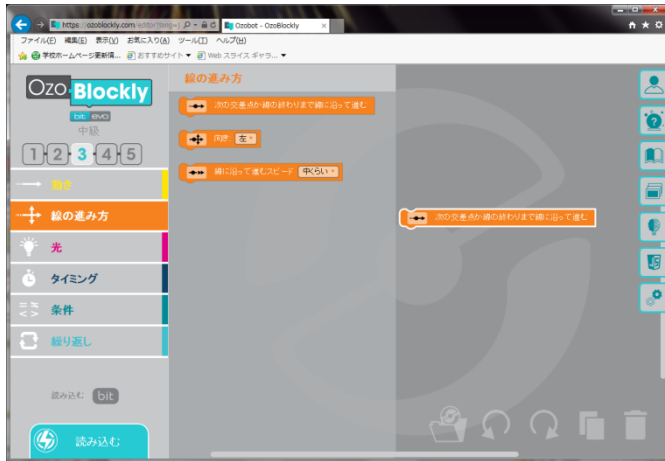 https://ozoblockly.com/editor?lang=j
Ozobot - OzoBlockly
ファイル(F) 編集(E) 表示(V) お気に入り(A) ツール(T) ヘルプ(H)
学校ホームページ更新情... おすすめサイト Web スライス ギャラ...
Ozo Blockly
bit evo
中級
1 2 3 4 5
動き
線の進み方
光
タイミング
条件
繰り返し
読み込む bit
読み込む
線の進み方
次の交差点か線の終わりまで線に沿って進む
向き: 左
線に沿って進むスピード 中くらい
次の交差点か線の終わりまで線に沿って進む